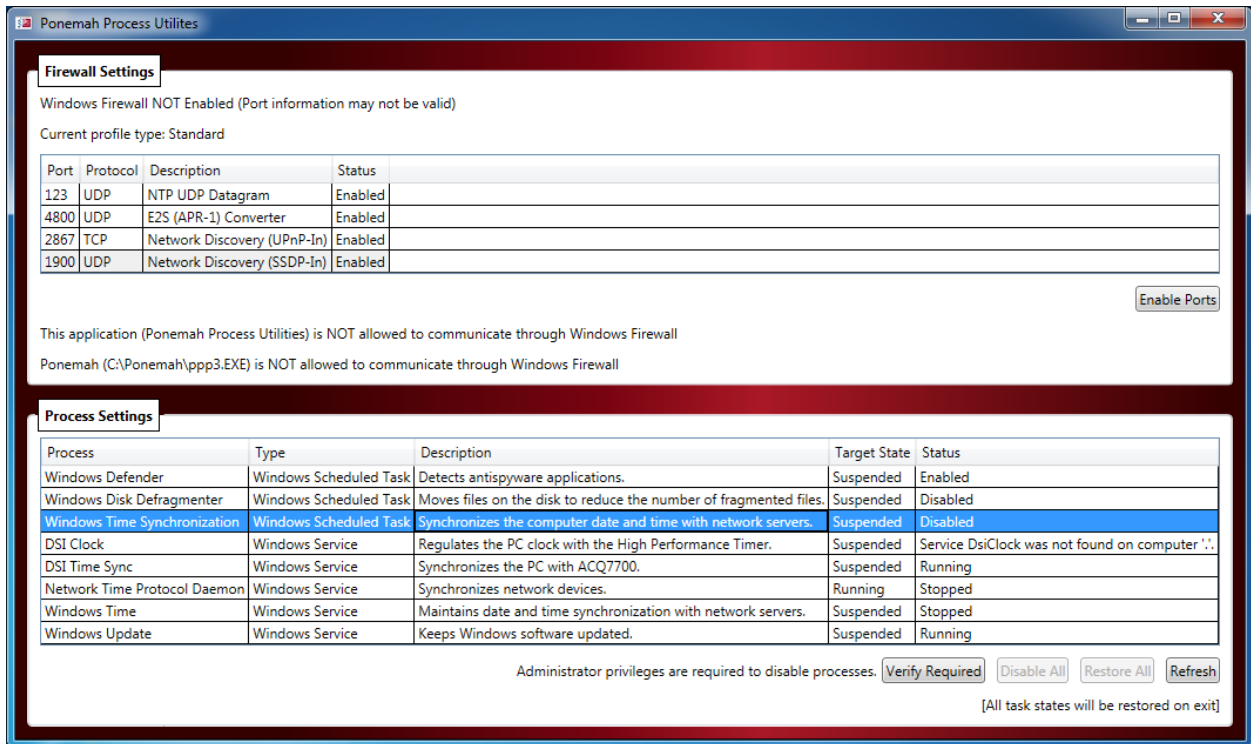 Ponemah Process Utilites
Firewall Settings
Windows Firewall NOT Enabled (Port information may not be valid)
Current profile type: Standard
Port Protocol Description Status
123 UDP NTP UDP Datagram Enabled
4800 UDP E2S (APR-1) Converter Enabled
2867 TCP Network Discovery (UPnP-In) Enabled
1900 UDP Network Discovery (SSDP-In) Enabled
Enable Ports
This application (Ponemah Process Utilities) is NOT allowed to communicate through Windows Firewall
Ponemah (C:\Ponemah\ppp3.EXE) is NOT allowed to communicate through Windows Firewall
Process Settings
Process Type Description Target State Status
Windows Defender Windows Scheduled Task Detects antispyware applications. Suspended Enabled
Windows Disk Defragmenter Windows Scheduled Task Moves files on the disk to reduce the number of fragmented files. Suspended Disabled
Windows Time Synchronization Windows Scheduled Task Synchronizes the computer date and time with network servers. Suspended Disabled
DSI Clock Windows Service Regulates the PC clock with the High Performance Timer. Suspended Service DsiClock was not found on computer '.'.
DSI Time Sync Windows Service Synchronizes the PC with ACQ7700. Suspended Running
Network Time Protocol Daemon Windows Service Synchronizes network devices. Running Stopped
Windows Time Windows Service Maintains date and time synchronization with network servers. Suspended Stopped
Windows Update Windows Service Keeps Windows software updated. Suspended Running
Administrator privileges are required to disable processes. Verify Required Disable All Restore All Refresh
[All task states will be restored on exit]